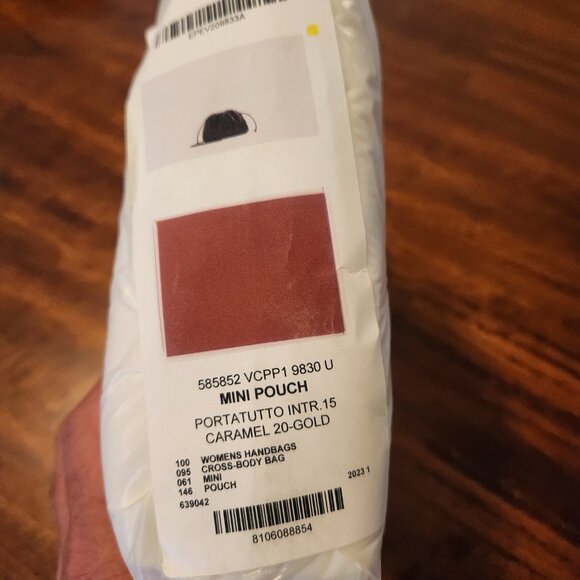 EPEV209833A
585852 VCPP1 9830 U
MINI POUCH
PORTATUTTO INTR.15
CARAMEL 20-GOLD
100 WOMENS HANDBAGS
095 CROSS-BODY BAG
061 MINI
146 POUCH
639042
2023 1
8106088854